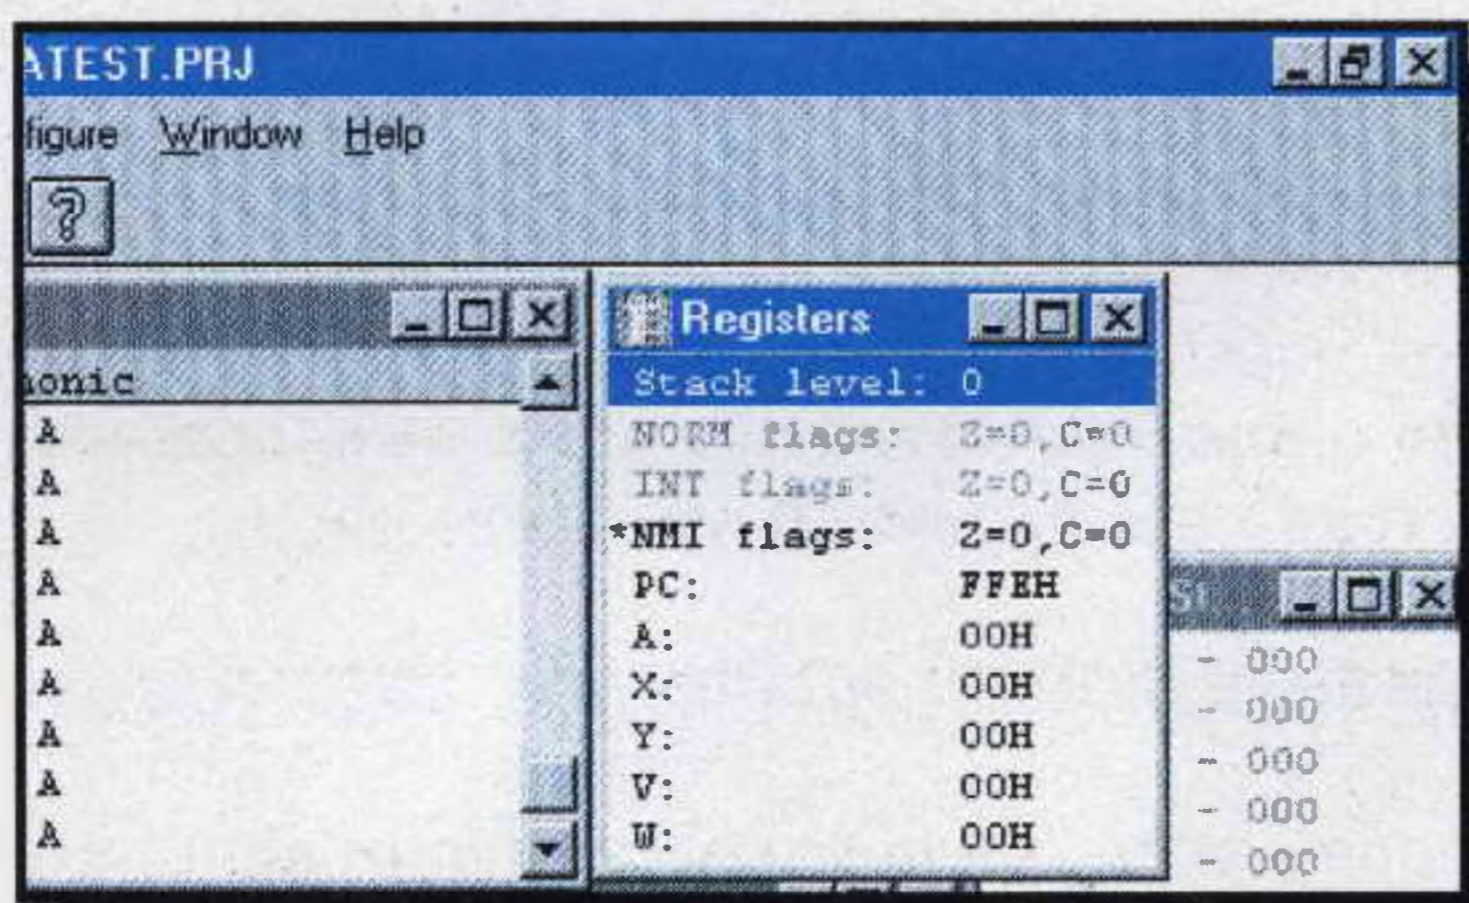 ATEST.PRJ
figure Window Help
?
onic
A
A
A
A
A
A
A
A
A
Registers
Stack level: 0
NORM flags: Z=0,C=0
INT flags: Z=0,C=0
*NMI flags: Z=0,C=0
PC: FFEH
A: 00H
X: 00H
Y: 00H
V: 00H
W: 00H
- 000
- 000
- 000
- 000
- 000